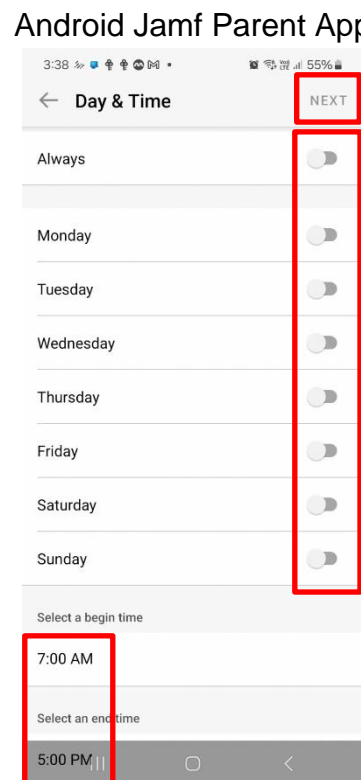 Android Jamf Parent App
3:38 55%
Day & Time NEXT
Always
Monday
Tuesday
Wednesday
Thursday
Friday
Saturday
Sunday
Select a begin time
7:00 AM
Select an end time
5:00 PM